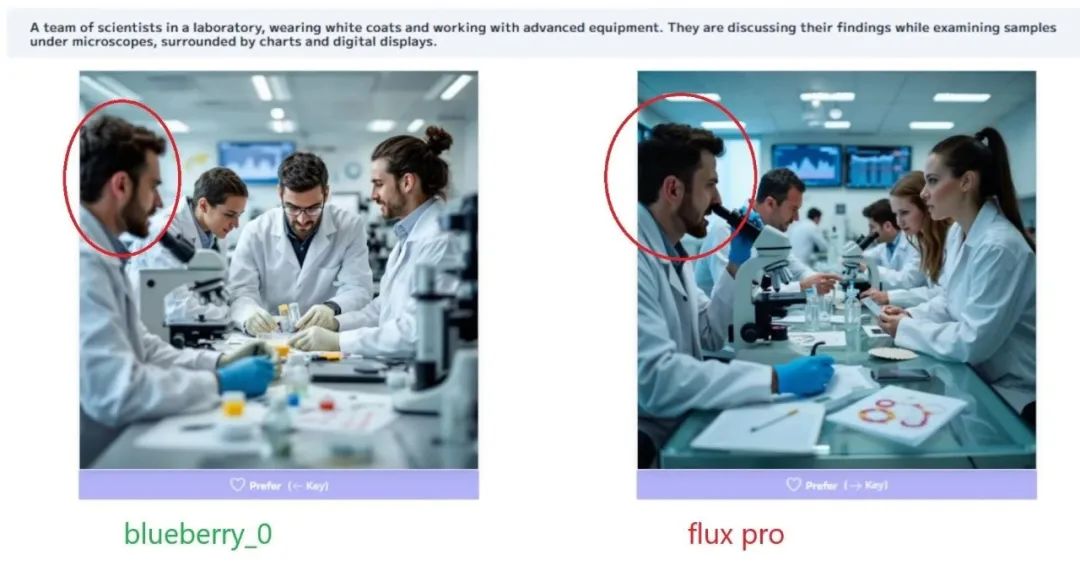 A team of scientists in a laboratory, wearing white coats and working with advanced equipment. They are discussing their findings while examining samples
under microscopes, surrounded by charts and digital displays.
♡ Prefer (← Key)
♡ Prefer (→ Key)
blueberry_0
flux pro